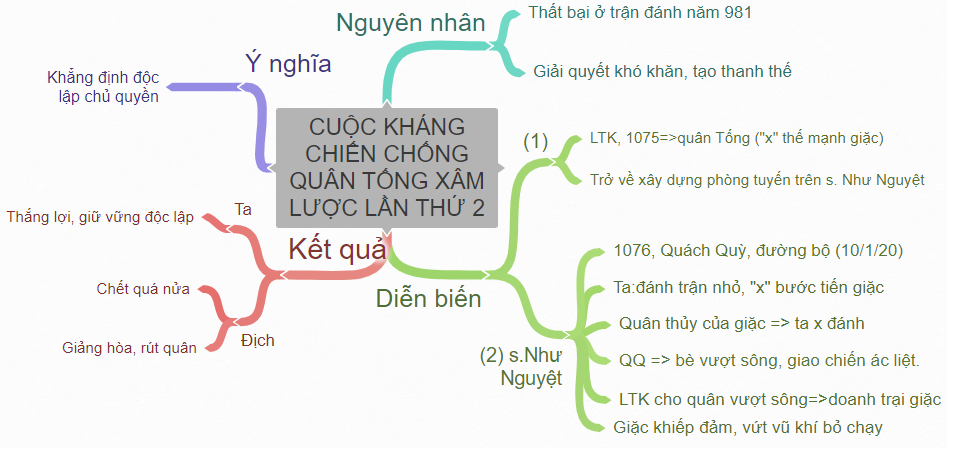 CUỘC KHÁNG
CHIẾN CHỐNG
QUÂN TỐNG XÂM
LƯỢC LẦN THỨ 2
Nguyên nhân
Thất bại ở trận đánh năm 981
Giải quyết khó khăn, tạo thanh thế
Ý nghĩa
Khẳng định độc
lập chủ quyền
Diễn biến
(1)
LTK, 1075=>quân Tống ("x" thế mạnh giặc)
Trở về xây dựng phòng tuyến trên s. Như Nguyệt
(2) s.Như
Nguyệt
1076, Quách Quỳ, đường bộ (10/1/20)
Ta:đánh trận nhỏ, "x" bước tiến giặc
Quân thủy của giặc => ta x đánh
QQ => bè vượt sông, giao chiến ác liệt.
LTK cho quân vượt sông=>doanh trại giặc
Giặc khiếp đảm, vứt vũ khí bỏ chạy
Kết quả
Ta
Thắng lợi, giữ vững độc lập
Địch
Chết quá nửa
Giảng hòa, rút quân